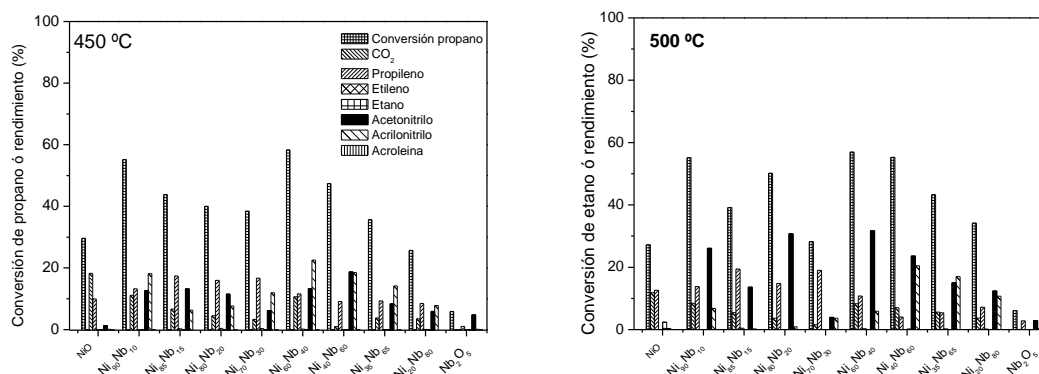 450 ºC
Conversión propano
CO2
Propileno
Etileno
Etano
Acetonitrilo
Acrilonitrilo
Acroleina
Conversión de propano ó rendimiento (%)
100
80
60
40
20
0
NiO
Ni90Nb10
Ni85Nb15
Ni80Nb20
Ni70Nb30
Ni60Nb40
Ni40Nb60
Ni35Nb65
Ni20Nb80
Nb2O5
500 ºC
Conversión de etano ó rendimiento (%)
100
80
60
40
20
0
NiO
Ni90Nb10
Ni85Nb15
Ni80Nb20
Ni70Nb30
Ni60Nb40
Ni40Nb60
Ni35Nb65
Ni20Nb80
Nb2O5